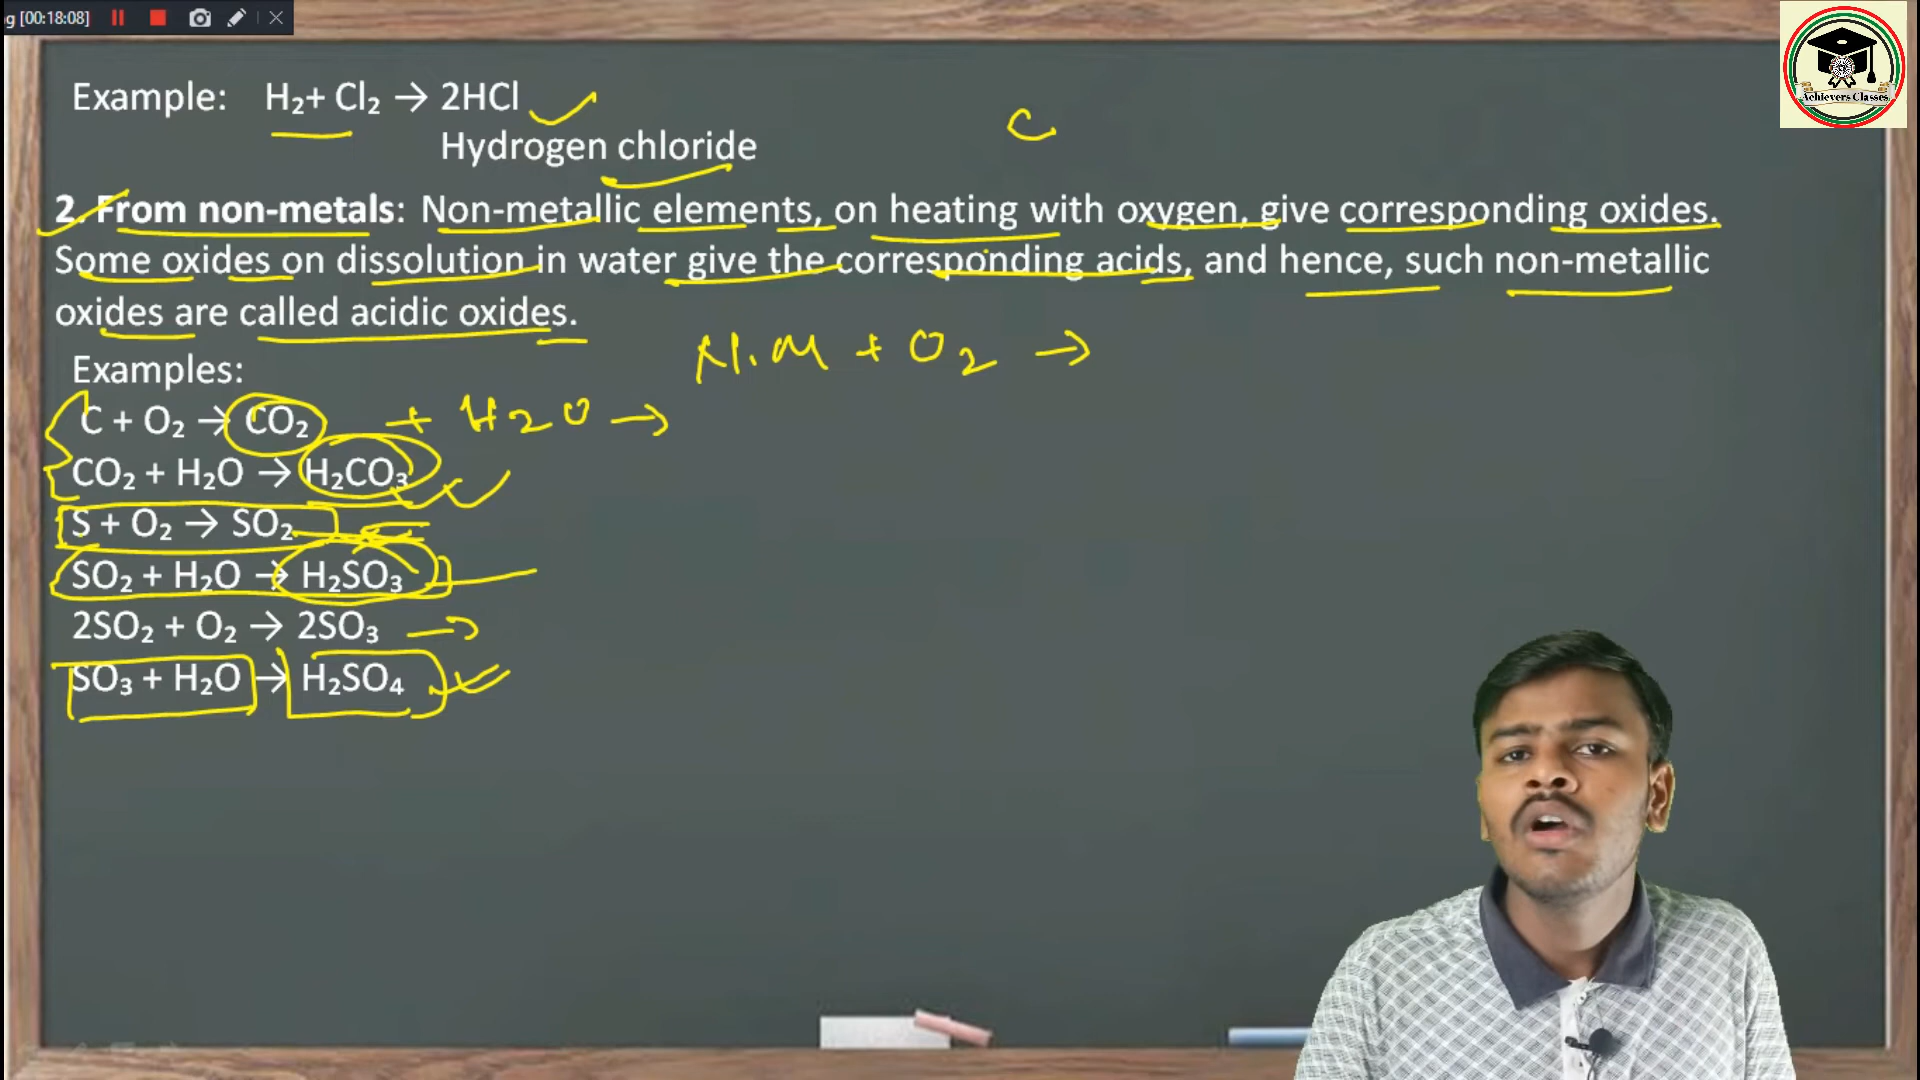 g [00:18:08]
Achievers Classes
Example: H₂+ Cl₂ → 2HCl
Hydrogen chloride
C
2. From non-metals: Non-metallic elements, on heating with oxygen, give corresponding oxides.
Some oxides on dissolution in water give the corresponding acids, and hence, such non-metallic
oxides are called acidic oxides.
N.M + O₂ →
Examples:
C + O₂ → CO₂ + H₂O →
CO₂ + H₂O → H₂CO₃
S + O₂ → SO₂
SO₂ + H₂O → H₂SO₃
2SO₂ + O₂ → 2SO₃
SO₃ + H₂O → H₂SO₄